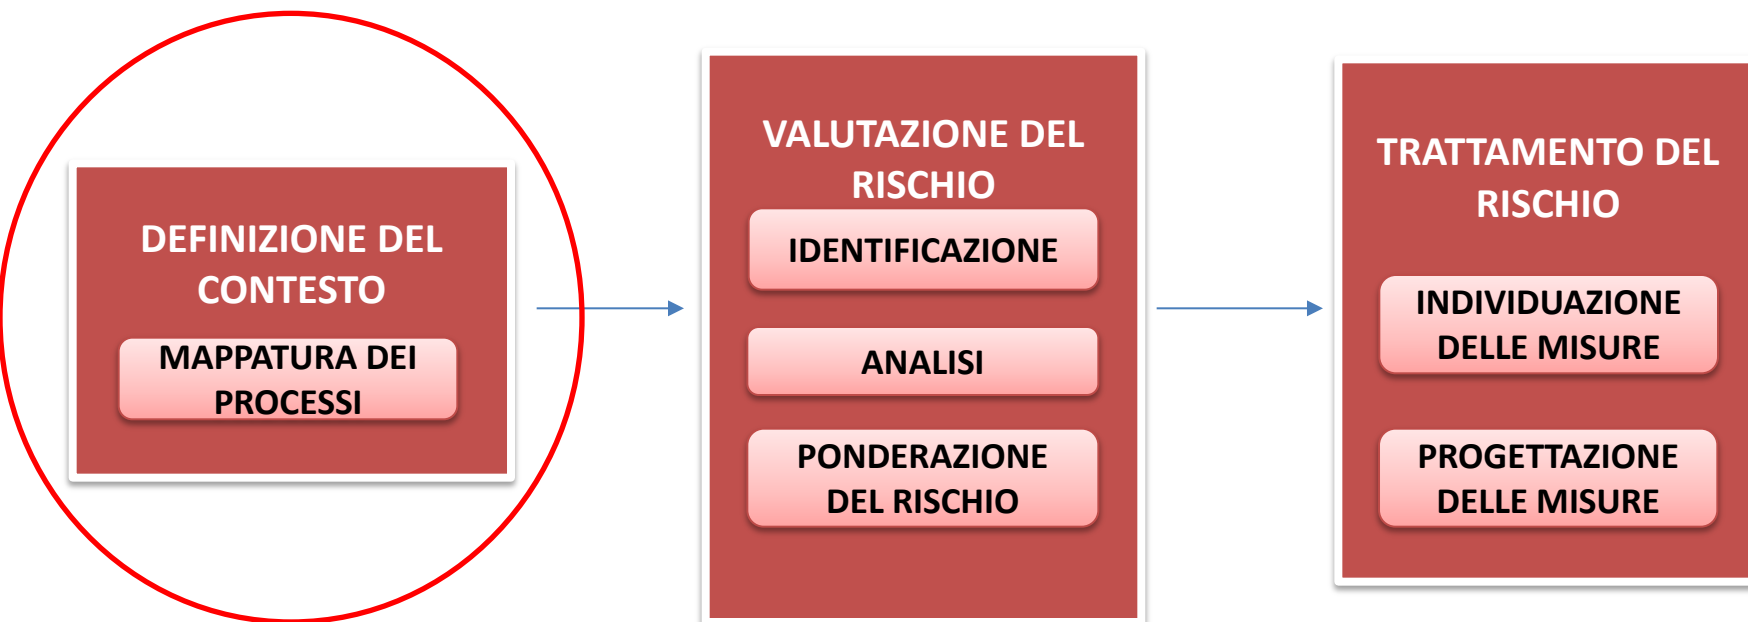 DEFINIZIONE DEL
CONTESTO
MAPPATURA DEI
PROCESSI
VALUTAZIONE DEL
RISCHIO
IDENTIFICAZIONE
ANALISI
PONDERAZIONE
DEL RISCHIO
TRATTAMENTO DEL
RISCHIO
INDIVIDUAZIONE
DELLE MISURE
PROGETTAZIONE
DELLE MISURE